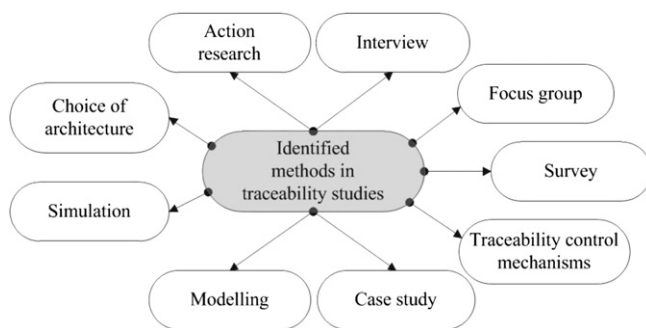 Action
research
Interview
Choice of
architecture
Focus group
Identified
methods in
traceability studies
Survey
Simulation
Traceability control
mechanisms
Modelling
Case study